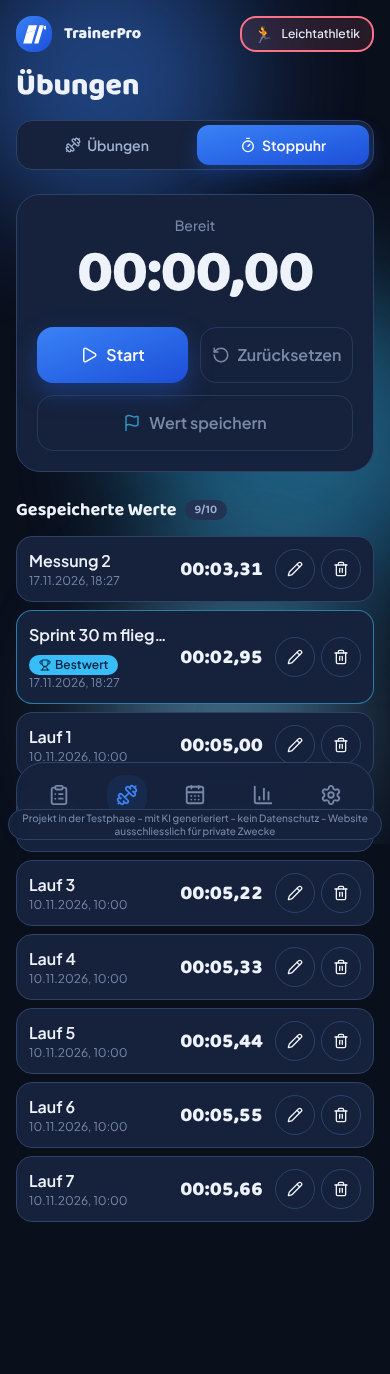 TrainerPro
Leichtathletik
Übungen
Übungen
Stoppuhr
Bereit
00:00,00
Start
Zurücksetzen
Wert speichern
Gespeicherte Werte
9/10
Messung 2
17.11.2026, 18:27
00:03,31
Sprint 30 m flieg...
Bestwert
17.11.2026, 18:27
00:02,95
Lauf 1
10.11.2026, 10:00
00:05,00
Projekt in der Testphase - mit KI generieriert - kein Datenschutz - Website
ausschliesslich für private Zwecke
Lauf 3
10.11.2026, 10:00
00:05,22
Lauf 4
10.11.2026, 10:00
00:05,33
Lauf 5
10.11.2026, 10:00
00:05,44
Lauf 6
10.11.2026, 10:00
00:05,55
Lauf 7
10.11.2026, 10:00
00:05,66